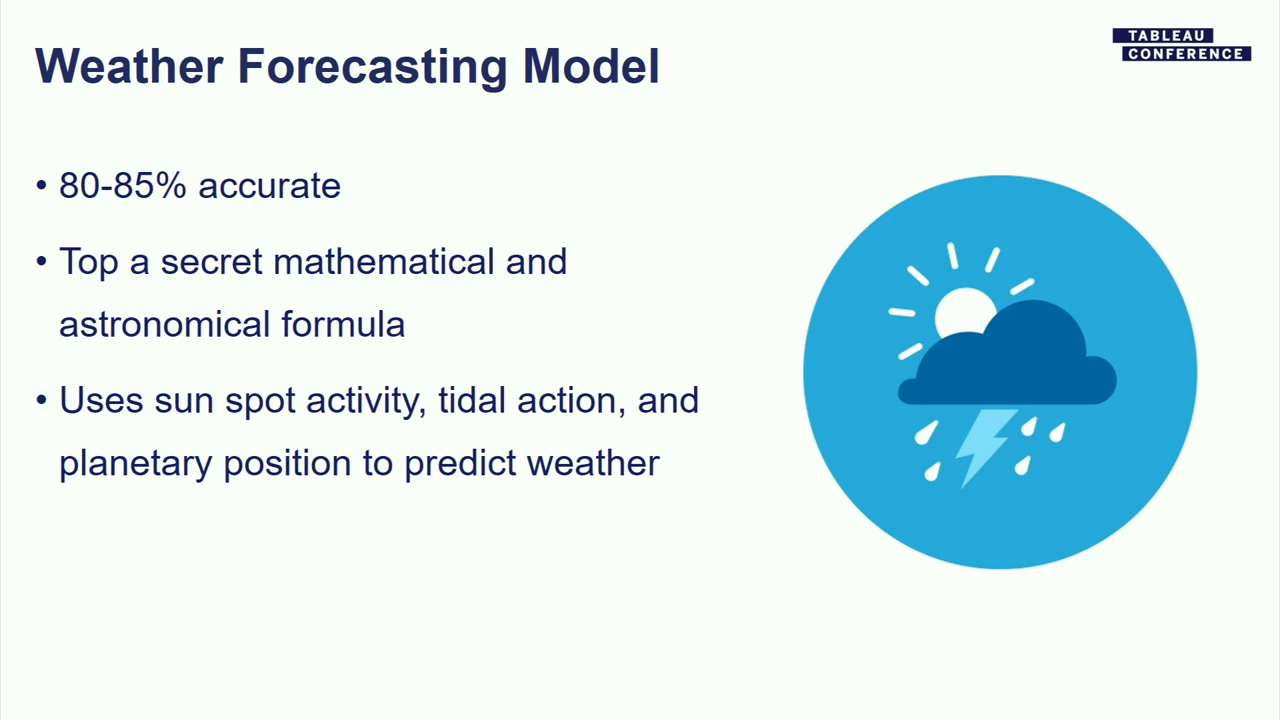 Weather Forecasting Model
TABLEAU
CONFERENCE
• 80-85% accurate
• Top a secret mathematical and
astronomical formula
• Uses sun spot activity, tidal action, and
planetary position to predict weather